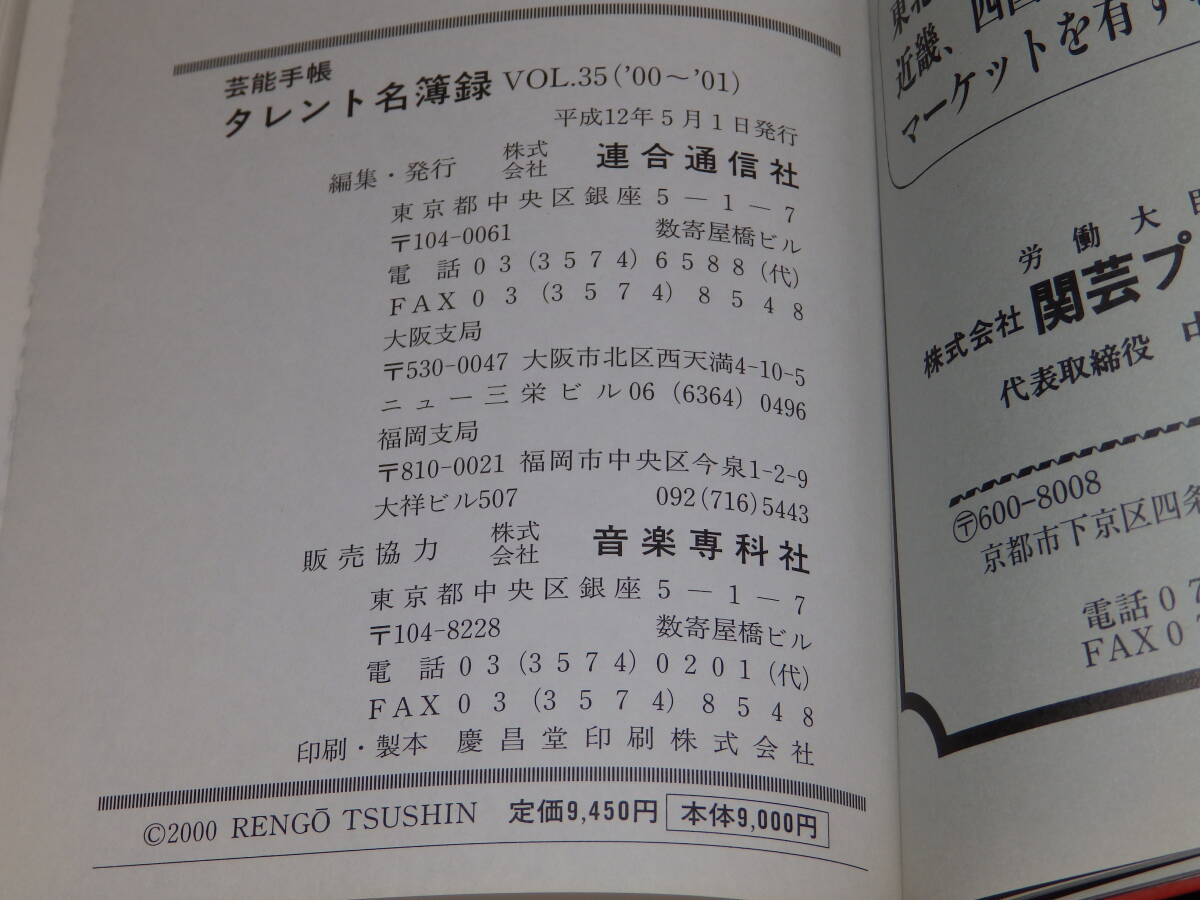 芸能手帳
タレント名簿録 VOL.35('00〜'01)
平成12年5月1日発行
編集・発行 株式会社 連合通信社
東京都中央区銀座5－1－7
〒104-0061 数寄屋橋ビル
電話03(3574)6588(代)
FAX03(3574)8548
大阪支局
〒530-0047 大阪市北区西天満4-10-5
ニュー三栄ビル06(6364)0496
福岡支局
〒810-0021 福岡市中央区今泉1-2-9
大祥ビル507 092(716)5443
販売協力 株式会社 音楽専科社
東京都中央区銀座5－1－7
〒104-8228 数寄屋橋ビル
電話03(3574)0201(代)
FAX03(3574)8548
印刷・製本 慶昌堂印刷株式会社
©2000 RENGŌ TSUSHIN 定価9,450円 本体9,000円
東北
近畿、四国
マーケットを有す
労働大
株式会社 関芸プ
代表取締役 中
〒600-8008
京都市下京区四条
電話07
FAX07